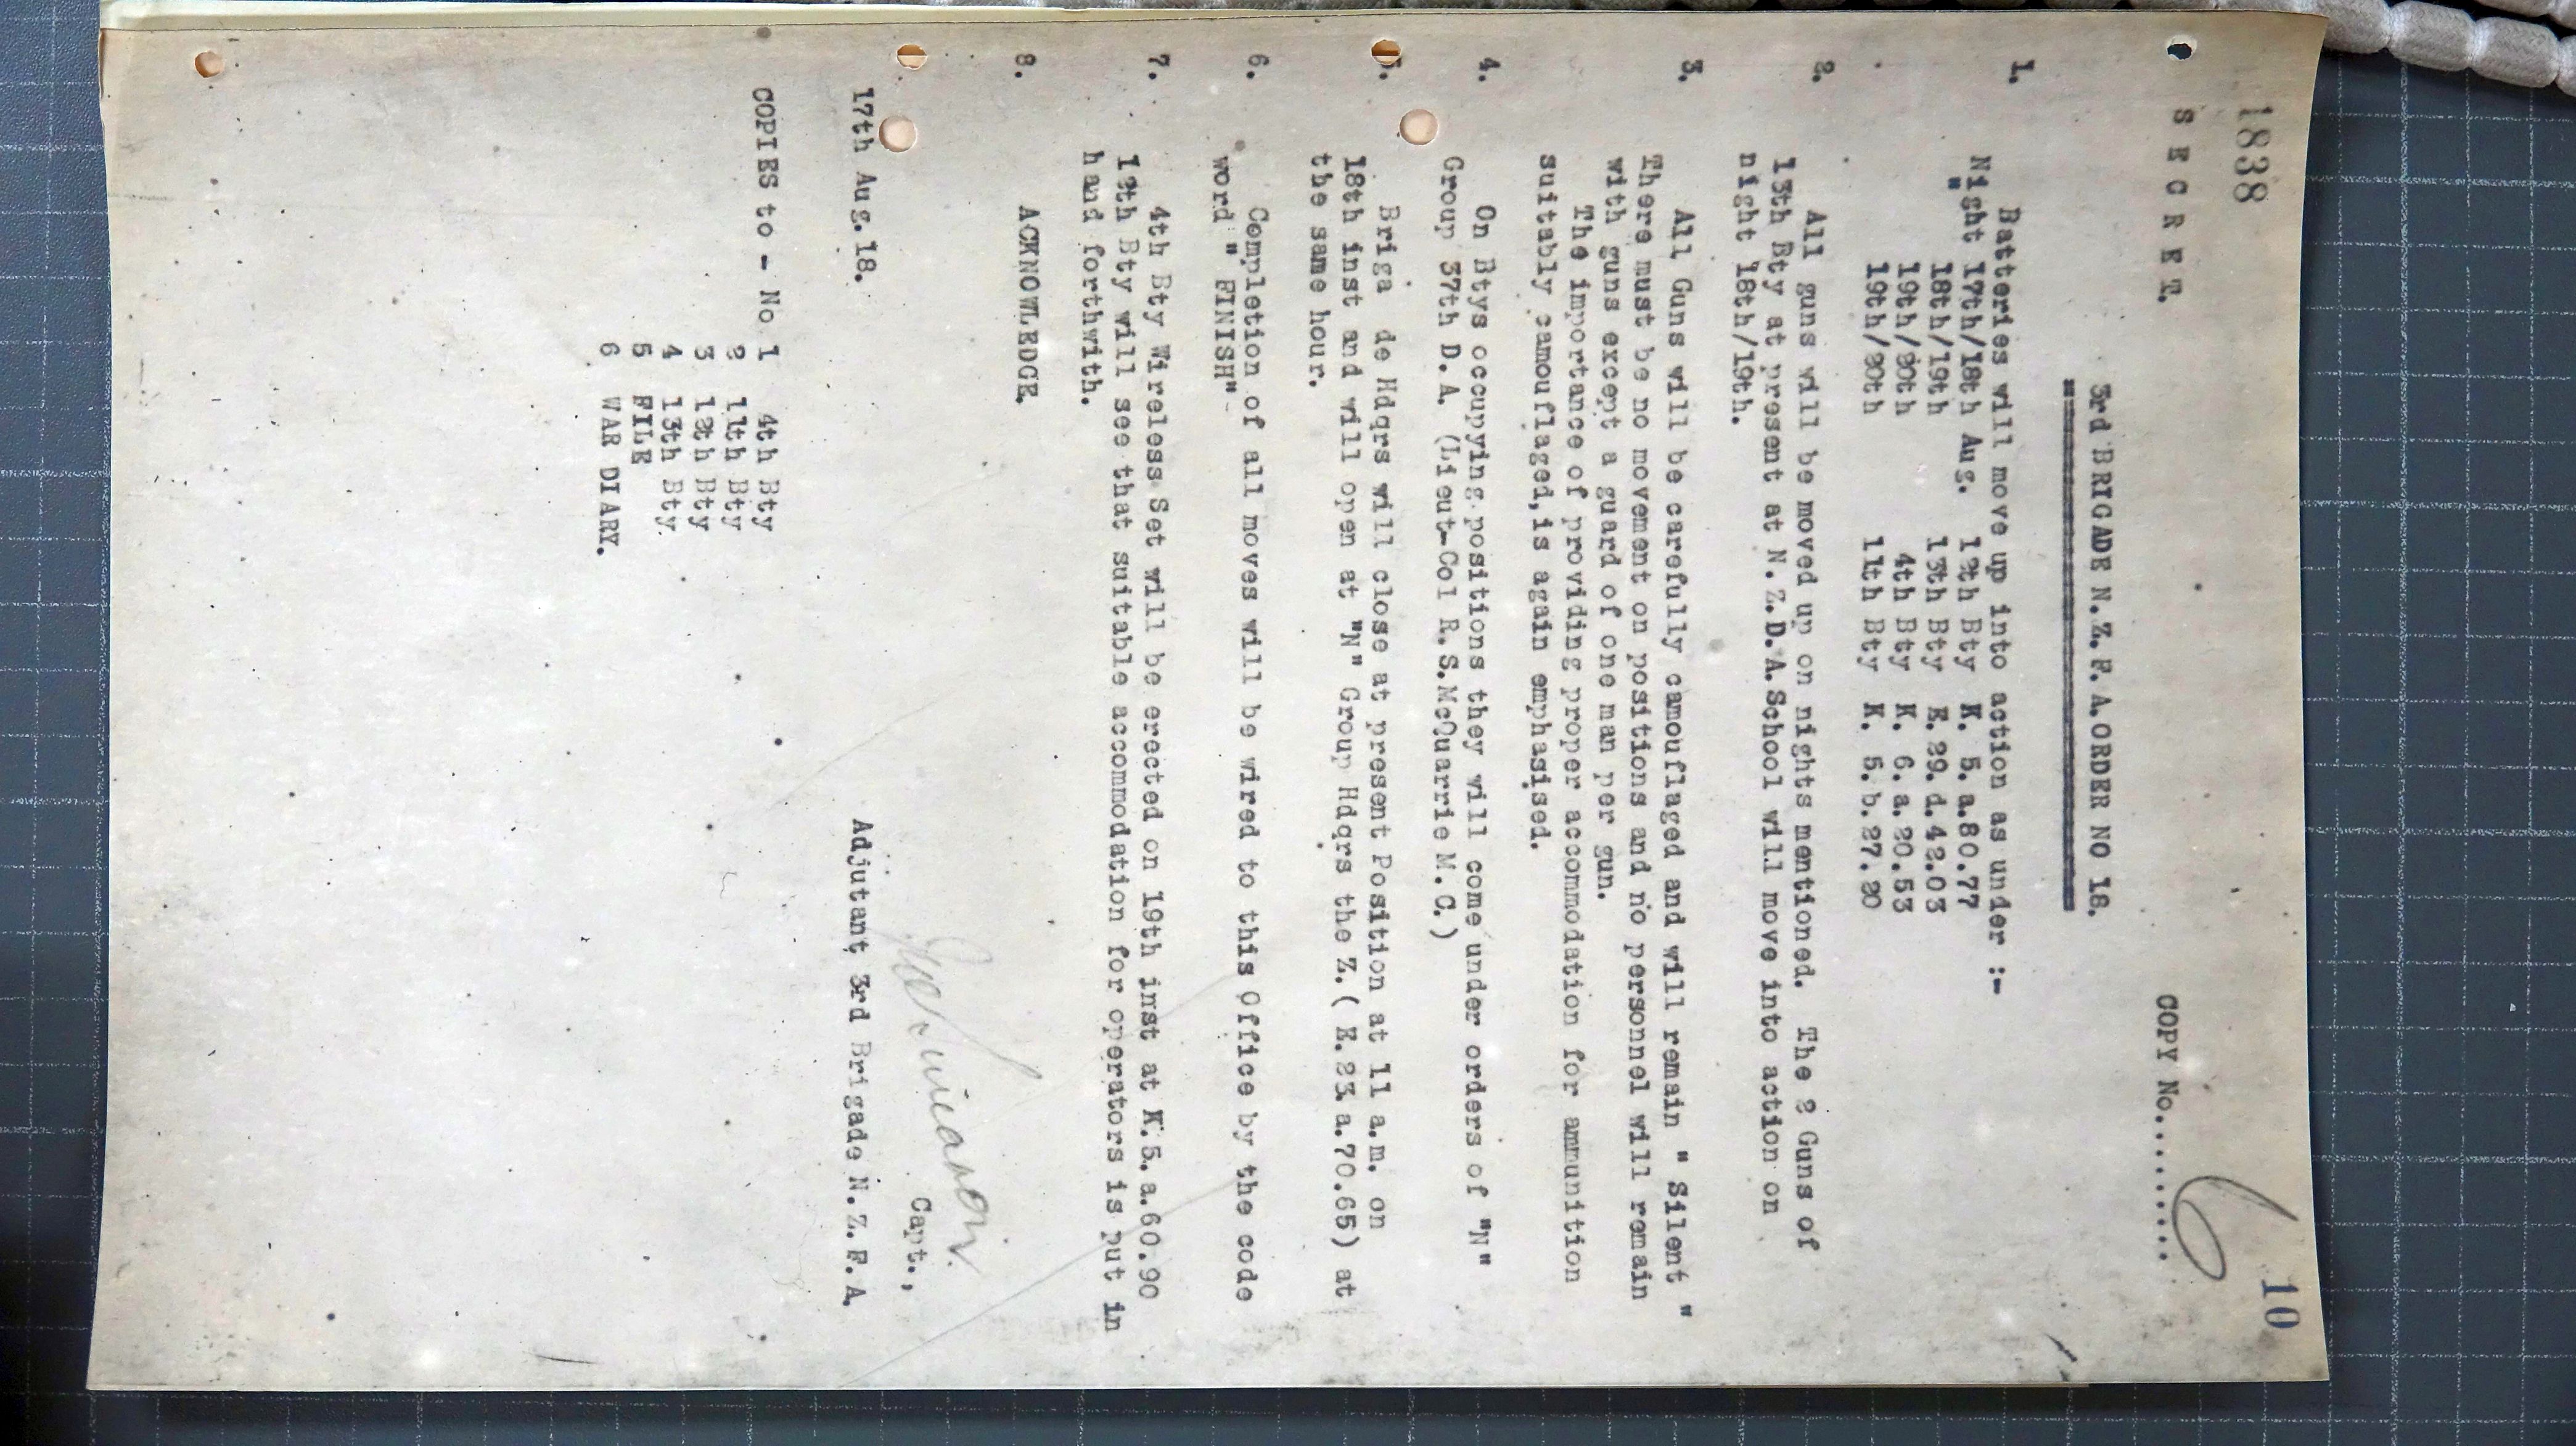 1838
10
S E C R E T.
COPY No.........6
3rd BRIGADE N.Z.F.A. ORDER NO 18.
1. Batteries will move up into action as under :-
Night 17th/18th Aug. 12th Bty K. 5. a.80.77
" 18th/19th 13th Bty E. 29. d.42.03
19th/20th 4th Bty K. 6. a.20.53
19th/20th 11th Bty K. 5. b.27.20
2. All guns will be moved up on nights mentioned. The 2 Guns of
13th Bty at present at N.Z.D.A. School will move into action on
night 18th/19th.
3. All Guns will be carefully camouflaged and will remain " Silent "
There must be no movement on positions and no personnel will remain
with guns except a guard of one man per gun.
The importance of providing proper accommodation for ammunition
suitably camouflaged,is again emphasised.
4. On Btys occupying positions they will come under orders of "N"
Group 37th D.A. (Lieut-Col R.S.McQuarrie M.C.)
5. Briga de Hdqrs will close at present Position at 11 a.m. on
18th inst and will open at "N" Group Hdqrs the Z.( E.23.a.70.65) at
the same hour.
6. Completion of all moves will be wired to this Office by the code
word " FINISH"
7. 4th Bty Wireless Set will be erected on 19th inst at K.5.a.60.90
12th Bty will see that suitable accommodation for operators is put in
hand forthwith.
8. ACKNOWLEDGE.
Capt.,
17th Aug.18. Adjutant, 3rd Brigade N.Z.F.A.
COPIES to - No 1 4th Bty
2 11th Bty
3 12th Bty
4 13th Bty
5 FILE
6 WAR DIARY.